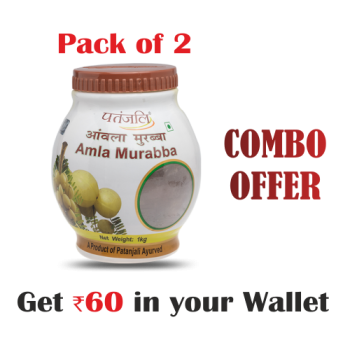 Pack of 2
पतंजलि
आंवला मुरब्बा
Amla Murabba
Net. Weight: 1kg
A Product of Patanjali Ayurved
COMBO
OFFER
Get ₹60 in your Wallet